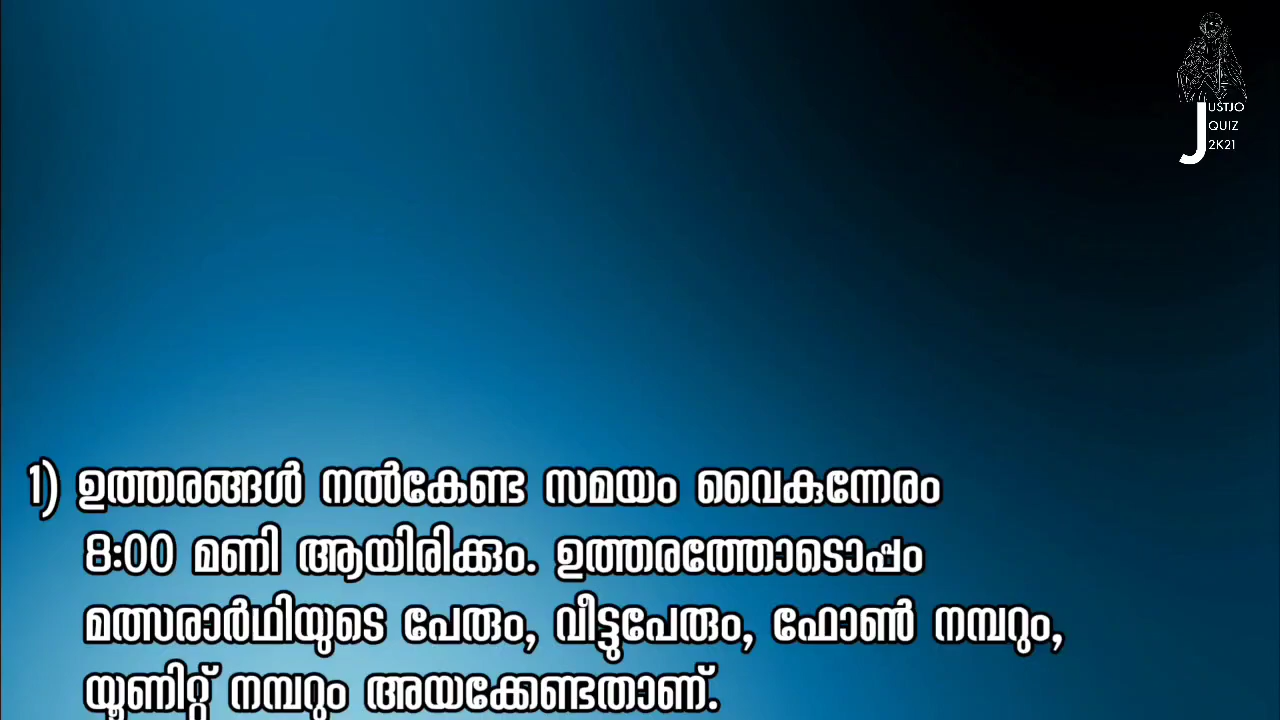 JUSTJO
QUIZ
2K21
1) ഉത്തരങ്ങൾ നൽകേണ്ട സമയം വൈകുന്നേരം
8:00 മണി ആയിരിക്കും. ഉത്തരത്തോടൊപ്പം
മത്സരാർഥിയുടെ പേരും, വീട്ടുപേരും, ഫോൺ നമ്പറും,
യൂണിറ്റ് നമ്പറും അയക്കേണ്ടതാണ്.